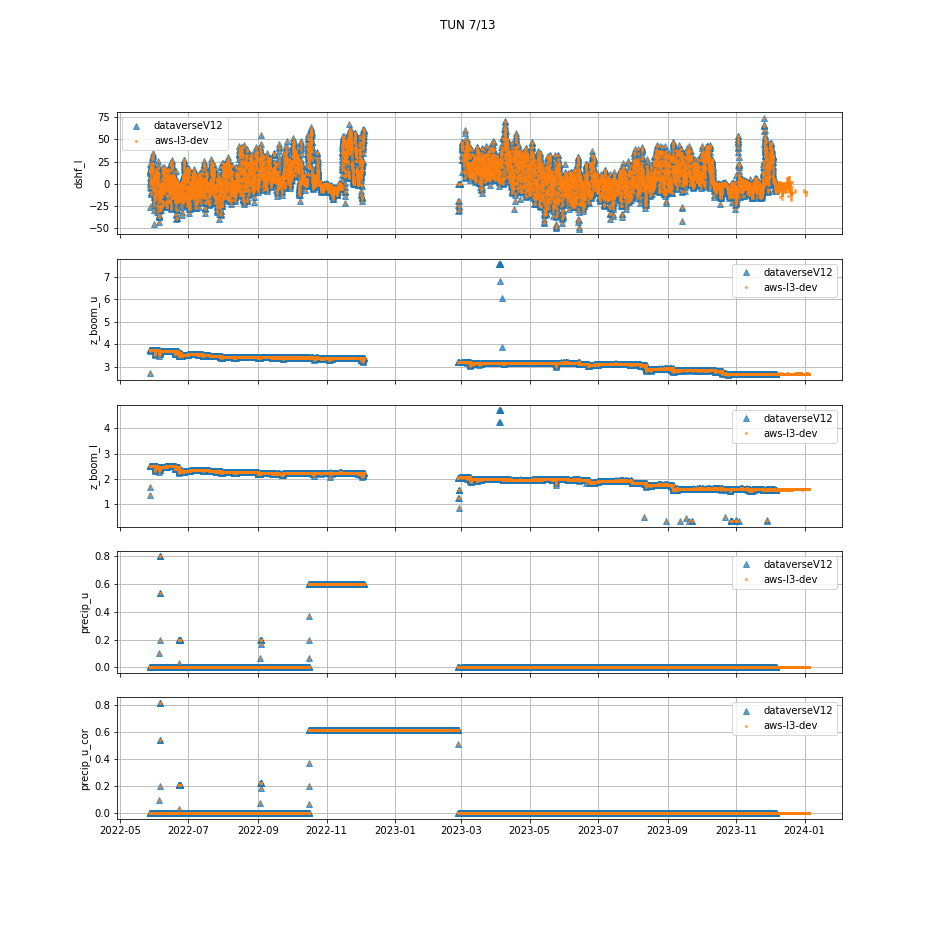 TUN 7/13
75
50
25
0
−25
−50
dshf_l
dataverseV12
aws-l3-dev
7
6
5
4
3
z_boom_u
dataverseV12
aws-l3-dev
4
3
2
1
z_boom_l
dataverseV12
aws-l3-dev
0.8
0.6
0.4
0.2
0.0
precip_u
dataverseV12
aws-l3-dev
0.8
0.6
0.4
0.2
0.0
precip_u_cor
dataverseV12
aws-l3-dev
2022-05 2022-07 2022-09 2022-11 2023-01 2023-03 2023-05 2023-07 2023-09 2023-11 2024-01